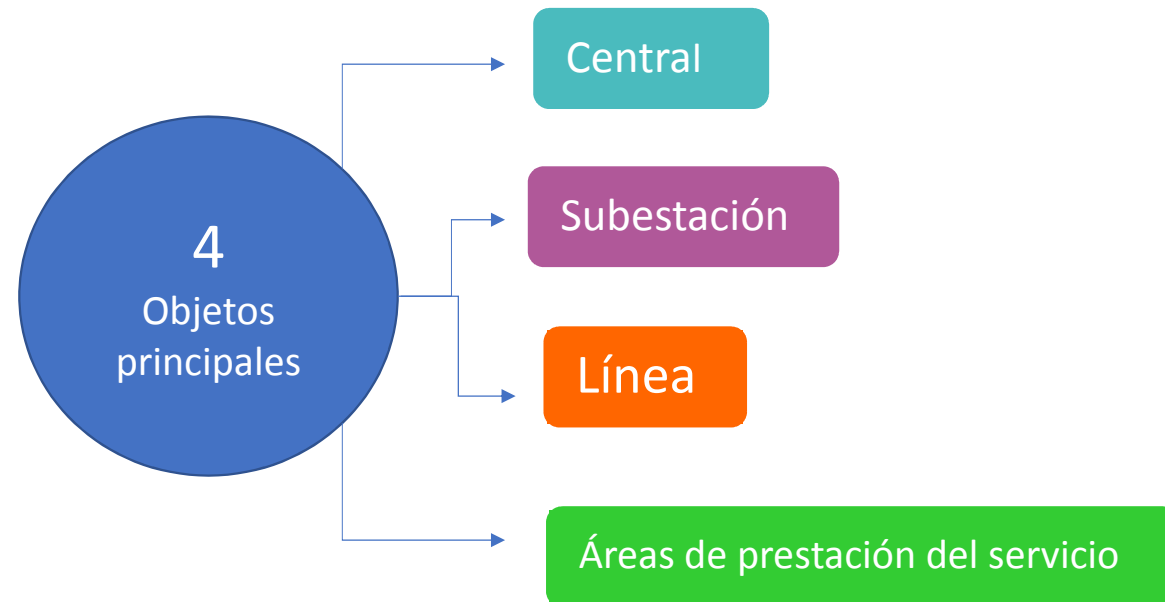 4
Objetos
principales
Central
Subestación
Línea
Áreas de prestación del servicio